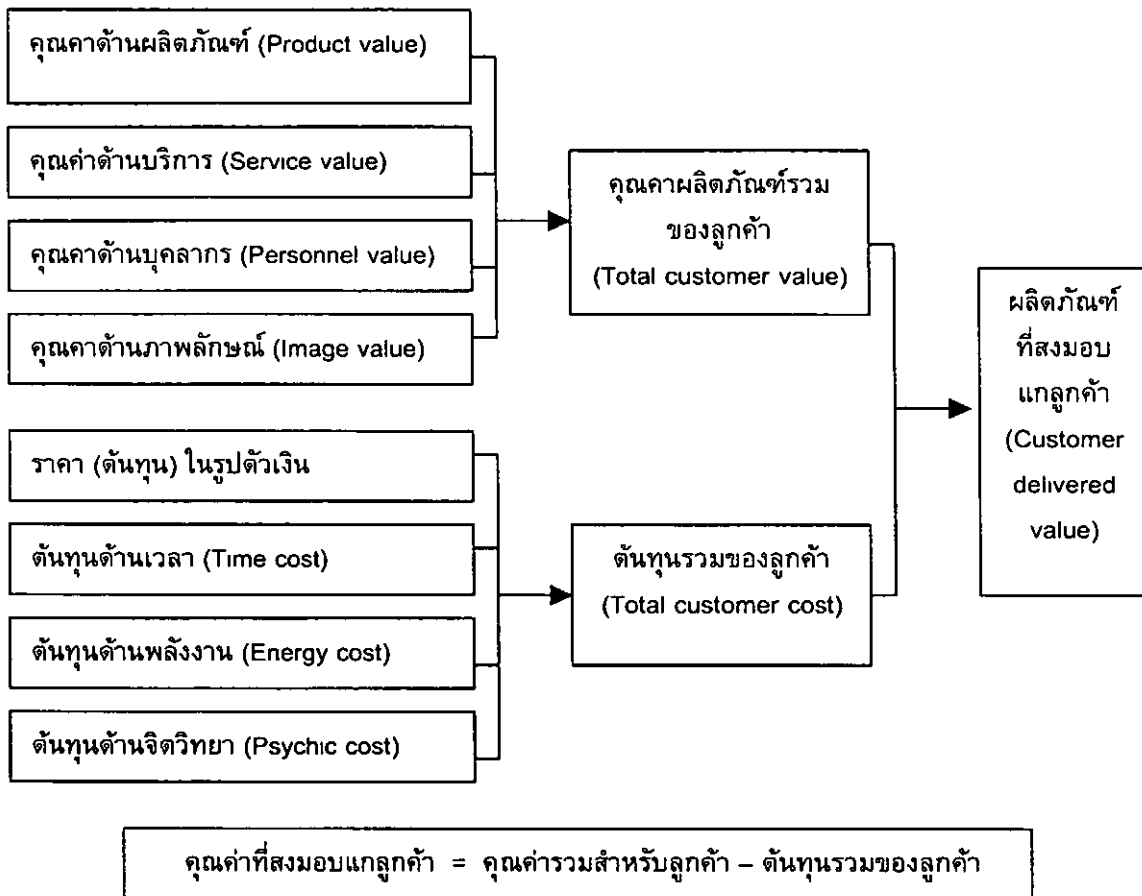 คุณคาด้านผลิตภัณฑ์ (Product value)
คุณค่าด้านบริการ (Service value)
คุณคาด้านบุคลากร (Personnel value)
คุณคาด้านภาพลักษณ์ (Image value)
คุณคาผลิตภัณฑ์รวม
ของลูกค้า
(Total customer value)
ราคา (ต้นทุน) ในรูปตัวเงิน
ต้นทุนด้านเวลา (Time cost)
ต้นทุนด้านพลังงาน (Energy cost)
ต้นทุนด้านจิตวิทยา (Psychic cost)
ต้นทุนรวมของลูกค้า
(Total customer cost)
ผลิตภัณฑ์
ที่สงมอบ
แกลูกค้า
(Customer
delivered
value)
คุณค่าที่สงมอบแกลูกค้า = คุณค่ารวมสำหรับลูกค้า – ต้นทุนรวมของลูกค้า